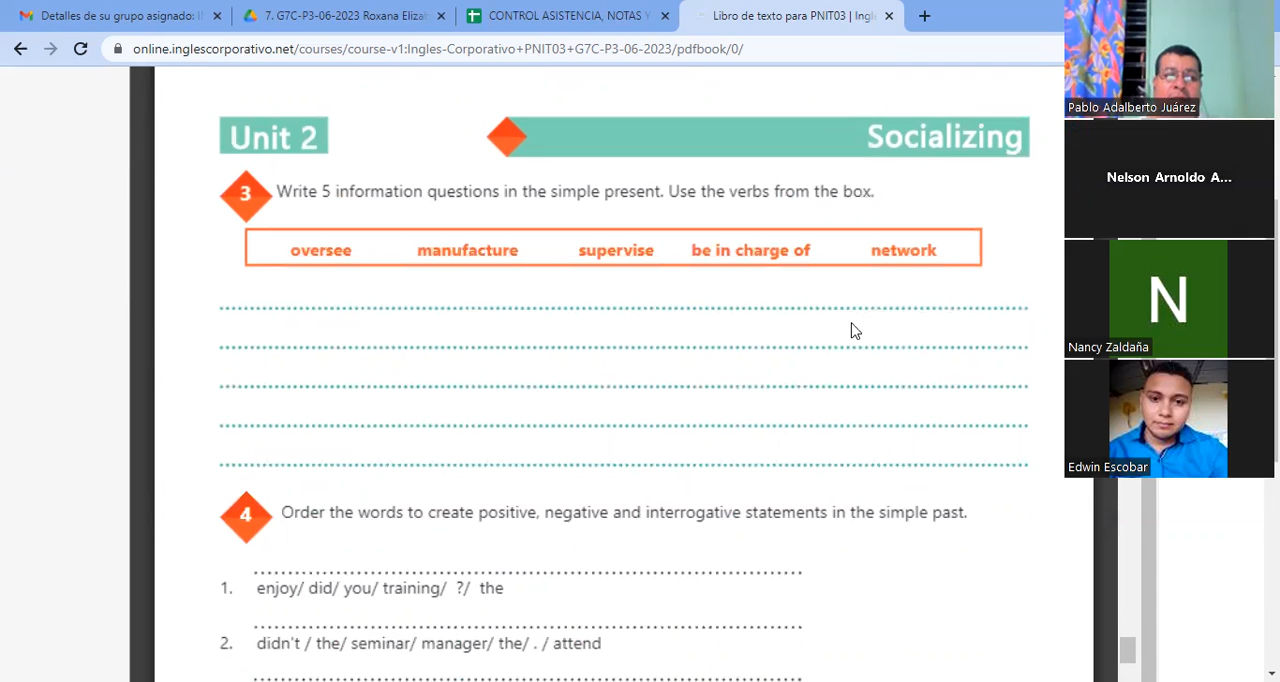 Detalles de su grupo asignado: I
7. G7C-P3-06-2023 Roxana Eliza
CONTROL ASISTENCIA, NOTAS Y
Libro de texto para PNIT03 | Ingle
online.inglescorporativo.net/courses/course-v1:Ingles-Corporativo+PNIT03+G7C-P3-06-2023/pdfbook/0/
Pablo Adalberto Juárez
Nelson Arnoldo A...
N
Nancy Zaldaña
Edwin Escobar
Unit 2
Socializing
3 Write 5 information questions in the simple present. Use the verbs from the box.
oversee manufacture supervise be in charge of network
4 Order the words to create positive, negative and interrogative statements in the simple past.
1. enjoy/ did/ you/ training/ ?/ the
2. didn't / the/ seminar/ manager/ the/ . / attend